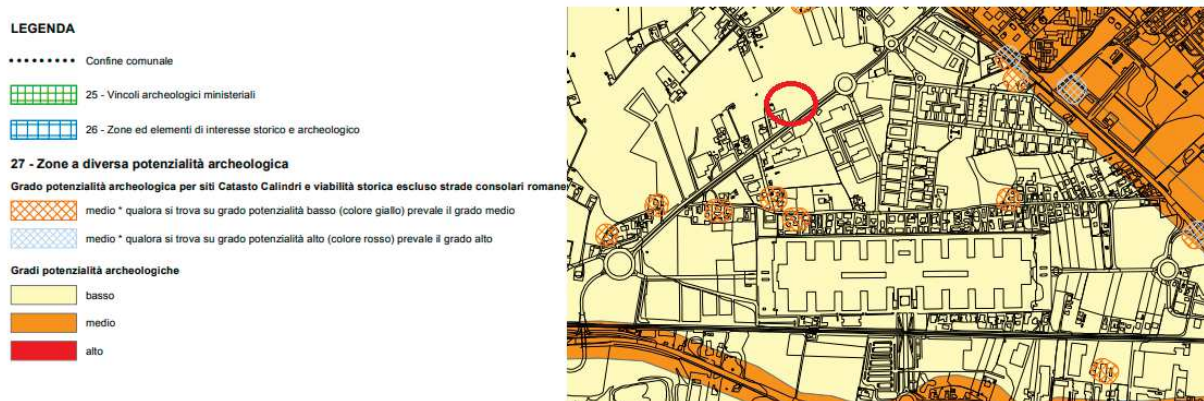 LEGENDA
Confine comunale
25 - Vincoli archeologici ministeriali
26 - Zone ed elementi di interesse storico e archeologico
27 - Zone a diversa potenzialità archeologica
Grado potenzialità archeologica per siti Catasto Calindri e viabilità storica escluso strade consolari romane
medio * qualora si trova su grado potenzialità basso (colore giallo) prevale il grado medio
medio * qualora si trova su grado potenzialità alto (colore rosso) prevale il grado alto
Gradi potenzialità archeologiche
basso
medio
alto